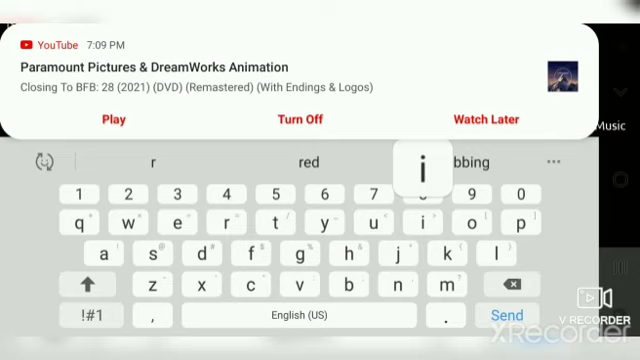 YouTube 7:09 PM
Paramount Pictures & DreamWorks Animation
Closing To BFB: 28 (2021) (DVD) (Remastered) (With Endings & Logos)
Play Turn Off Watch Later
Music
r red i bbing ...
1 2 3 4 5 6 7 8 9 0
q w e r t y u i o p
a s d f g h j k l
z x c v b n m
!#1 , English (US) . Send
V RECORDER
XRecorder